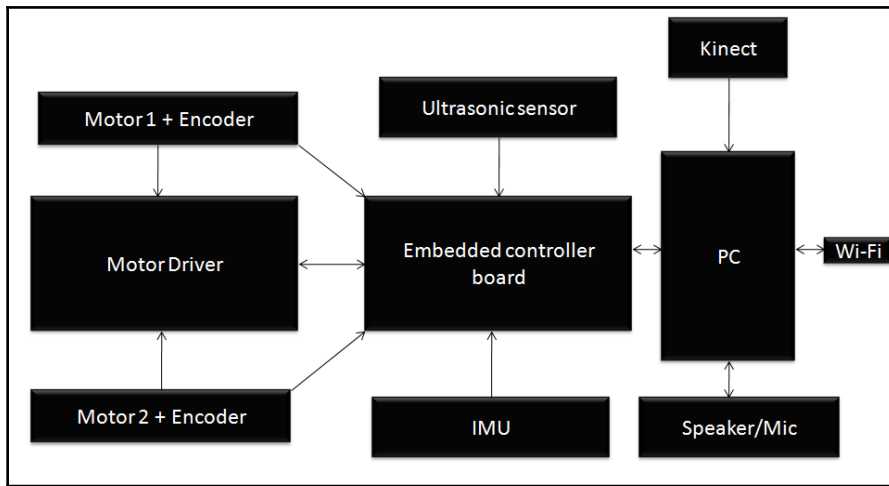 Kinect
Motor 1 + Encoder
Ultrasonic sensor
Motor Driver
Embedded controller
board
PC
Wi-Fi
Motor 2 + Encoder
IMU
Speaker/Mic